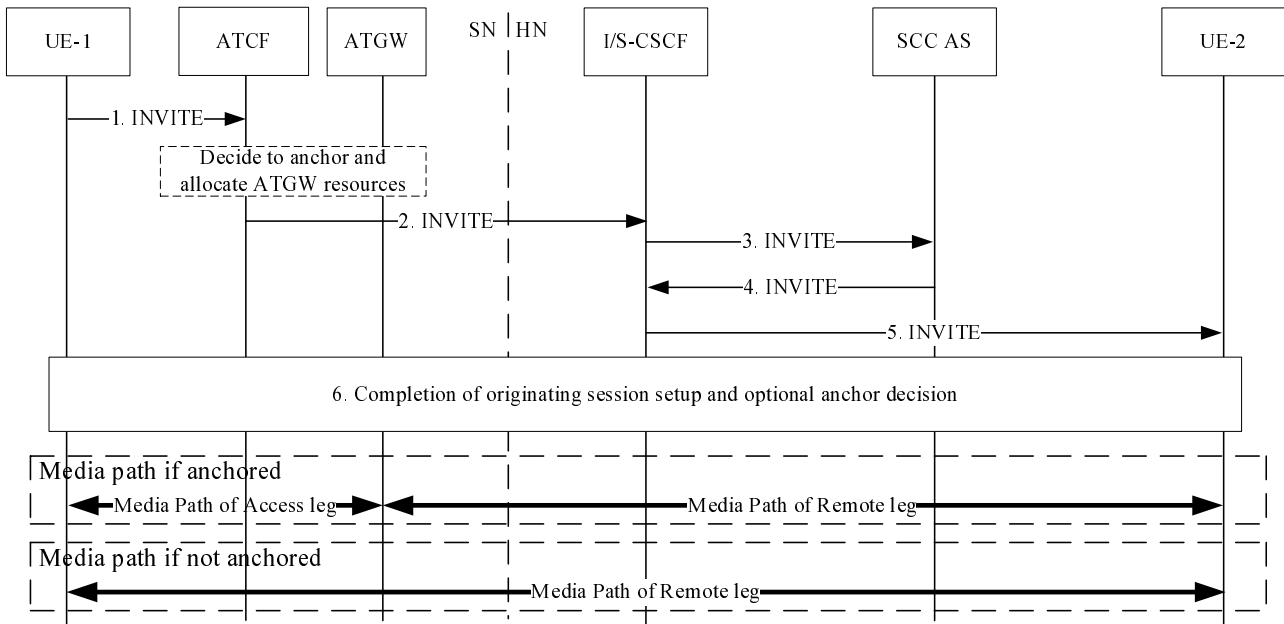 UE-1
ATCF
ATGW
SN
HN
I/S-CSCF
SCC AS
UE-2
1. INVITE
Decide to anchor and
allocate ATGW resources
2. INVITE
3. INVITE
4. INVITE
5. INVITE
6. Completion of originating session setup and optional anchor decision
Media path if anchored
Media Path of Access leg
Media Path of Remote leg
Media path if not anchored
Media Path of Remote leg